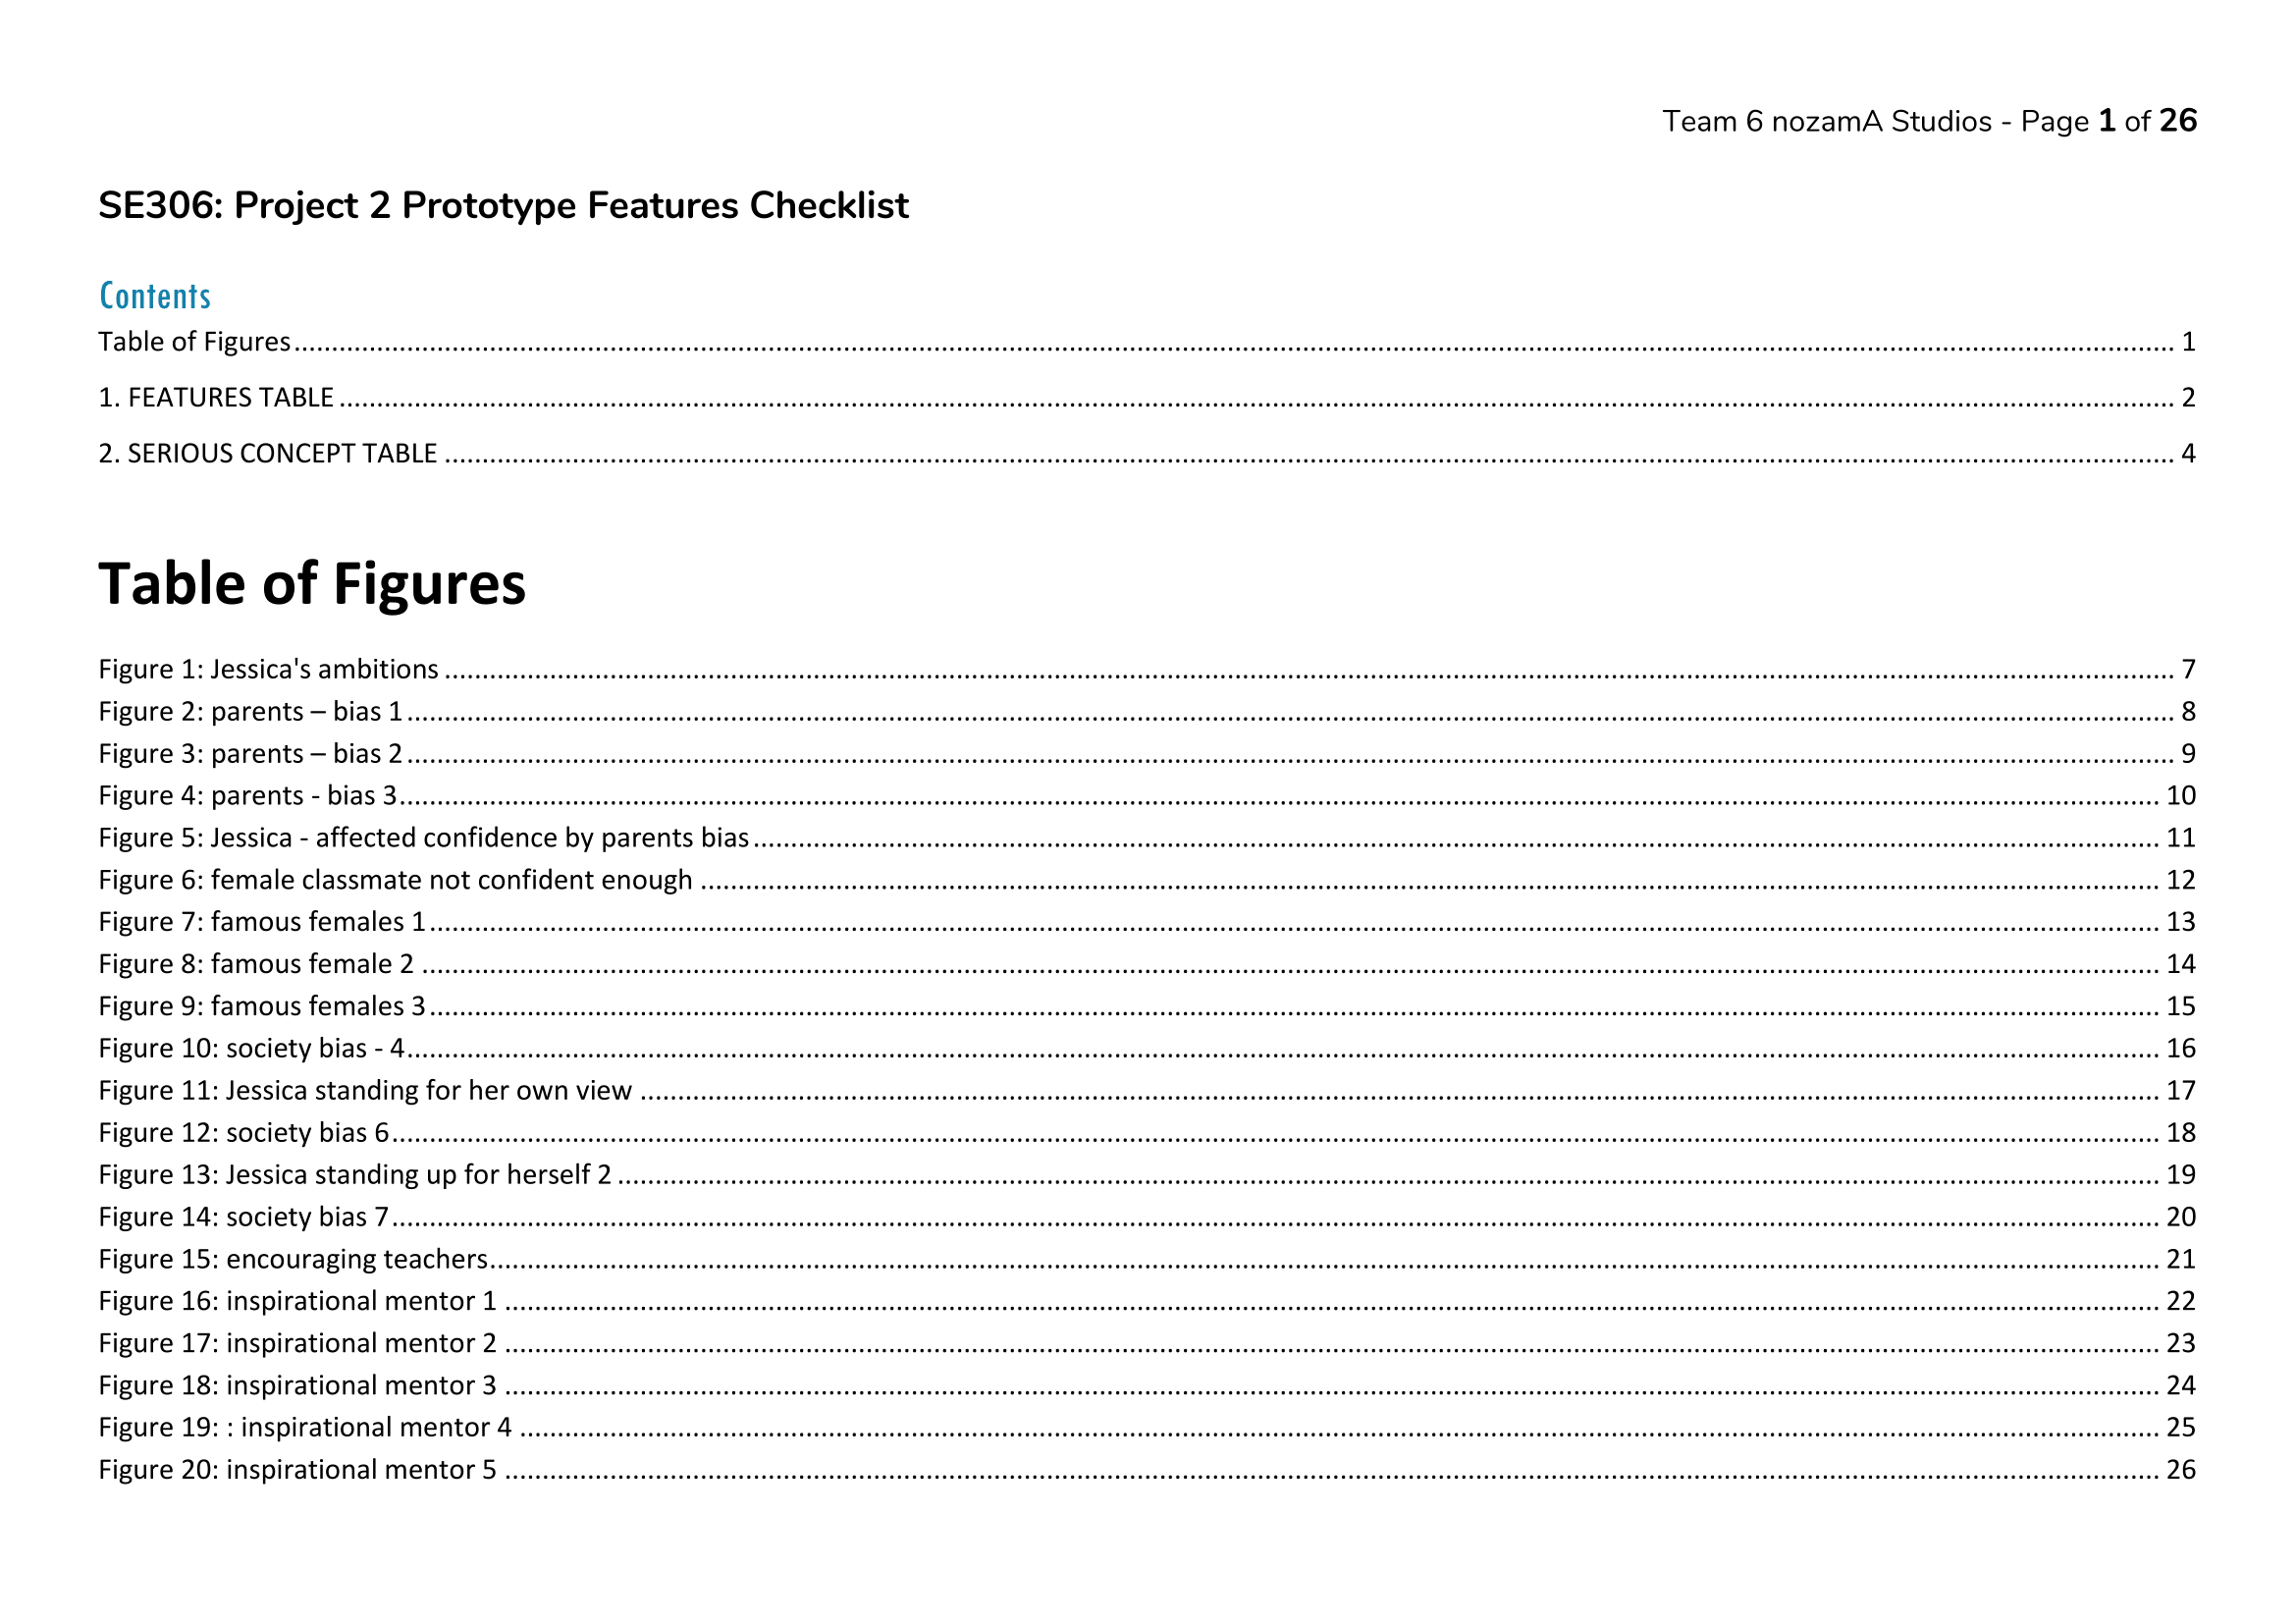 Team 6 nozamA Studios - Page 1 of 26
SE306: Project 2 Prototype Features Checklist
Contents
Table of Figures 1
1. FEATURES TABLE 2
2. SERIOUS CONCEPT TABLE 4
Table of Figures
Figure 1: Jessica's ambitions 7
Figure 2: parents – bias 1 8
Figure 3: parents – bias 2 9
Figure 4: parents - bias 3 10
Figure 5: Jessica - affected confidence by parents bias 11
Figure 6: female classmate not confident enough 12
Figure 7: famous females 1 13
Figure 8: famous female 2 14
Figure 9: famous females 3 15
Figure 10: society bias - 4 16
Figure 11: Jessica standing for her own view 17
Figure 12: society bias 6 18
Figure 13: Jessica standing up for herself 2 19
Figure 14: society bias 7 20
Figure 15: encouraging teachers 21
Figure 16: inspirational mentor 1 22
Figure 17: inspirational mentor 2 23
Figure 18: inspirational mentor 3 24
Figure 19: : inspirational mentor 4 25
Figure 20: inspirational mentor 5 26